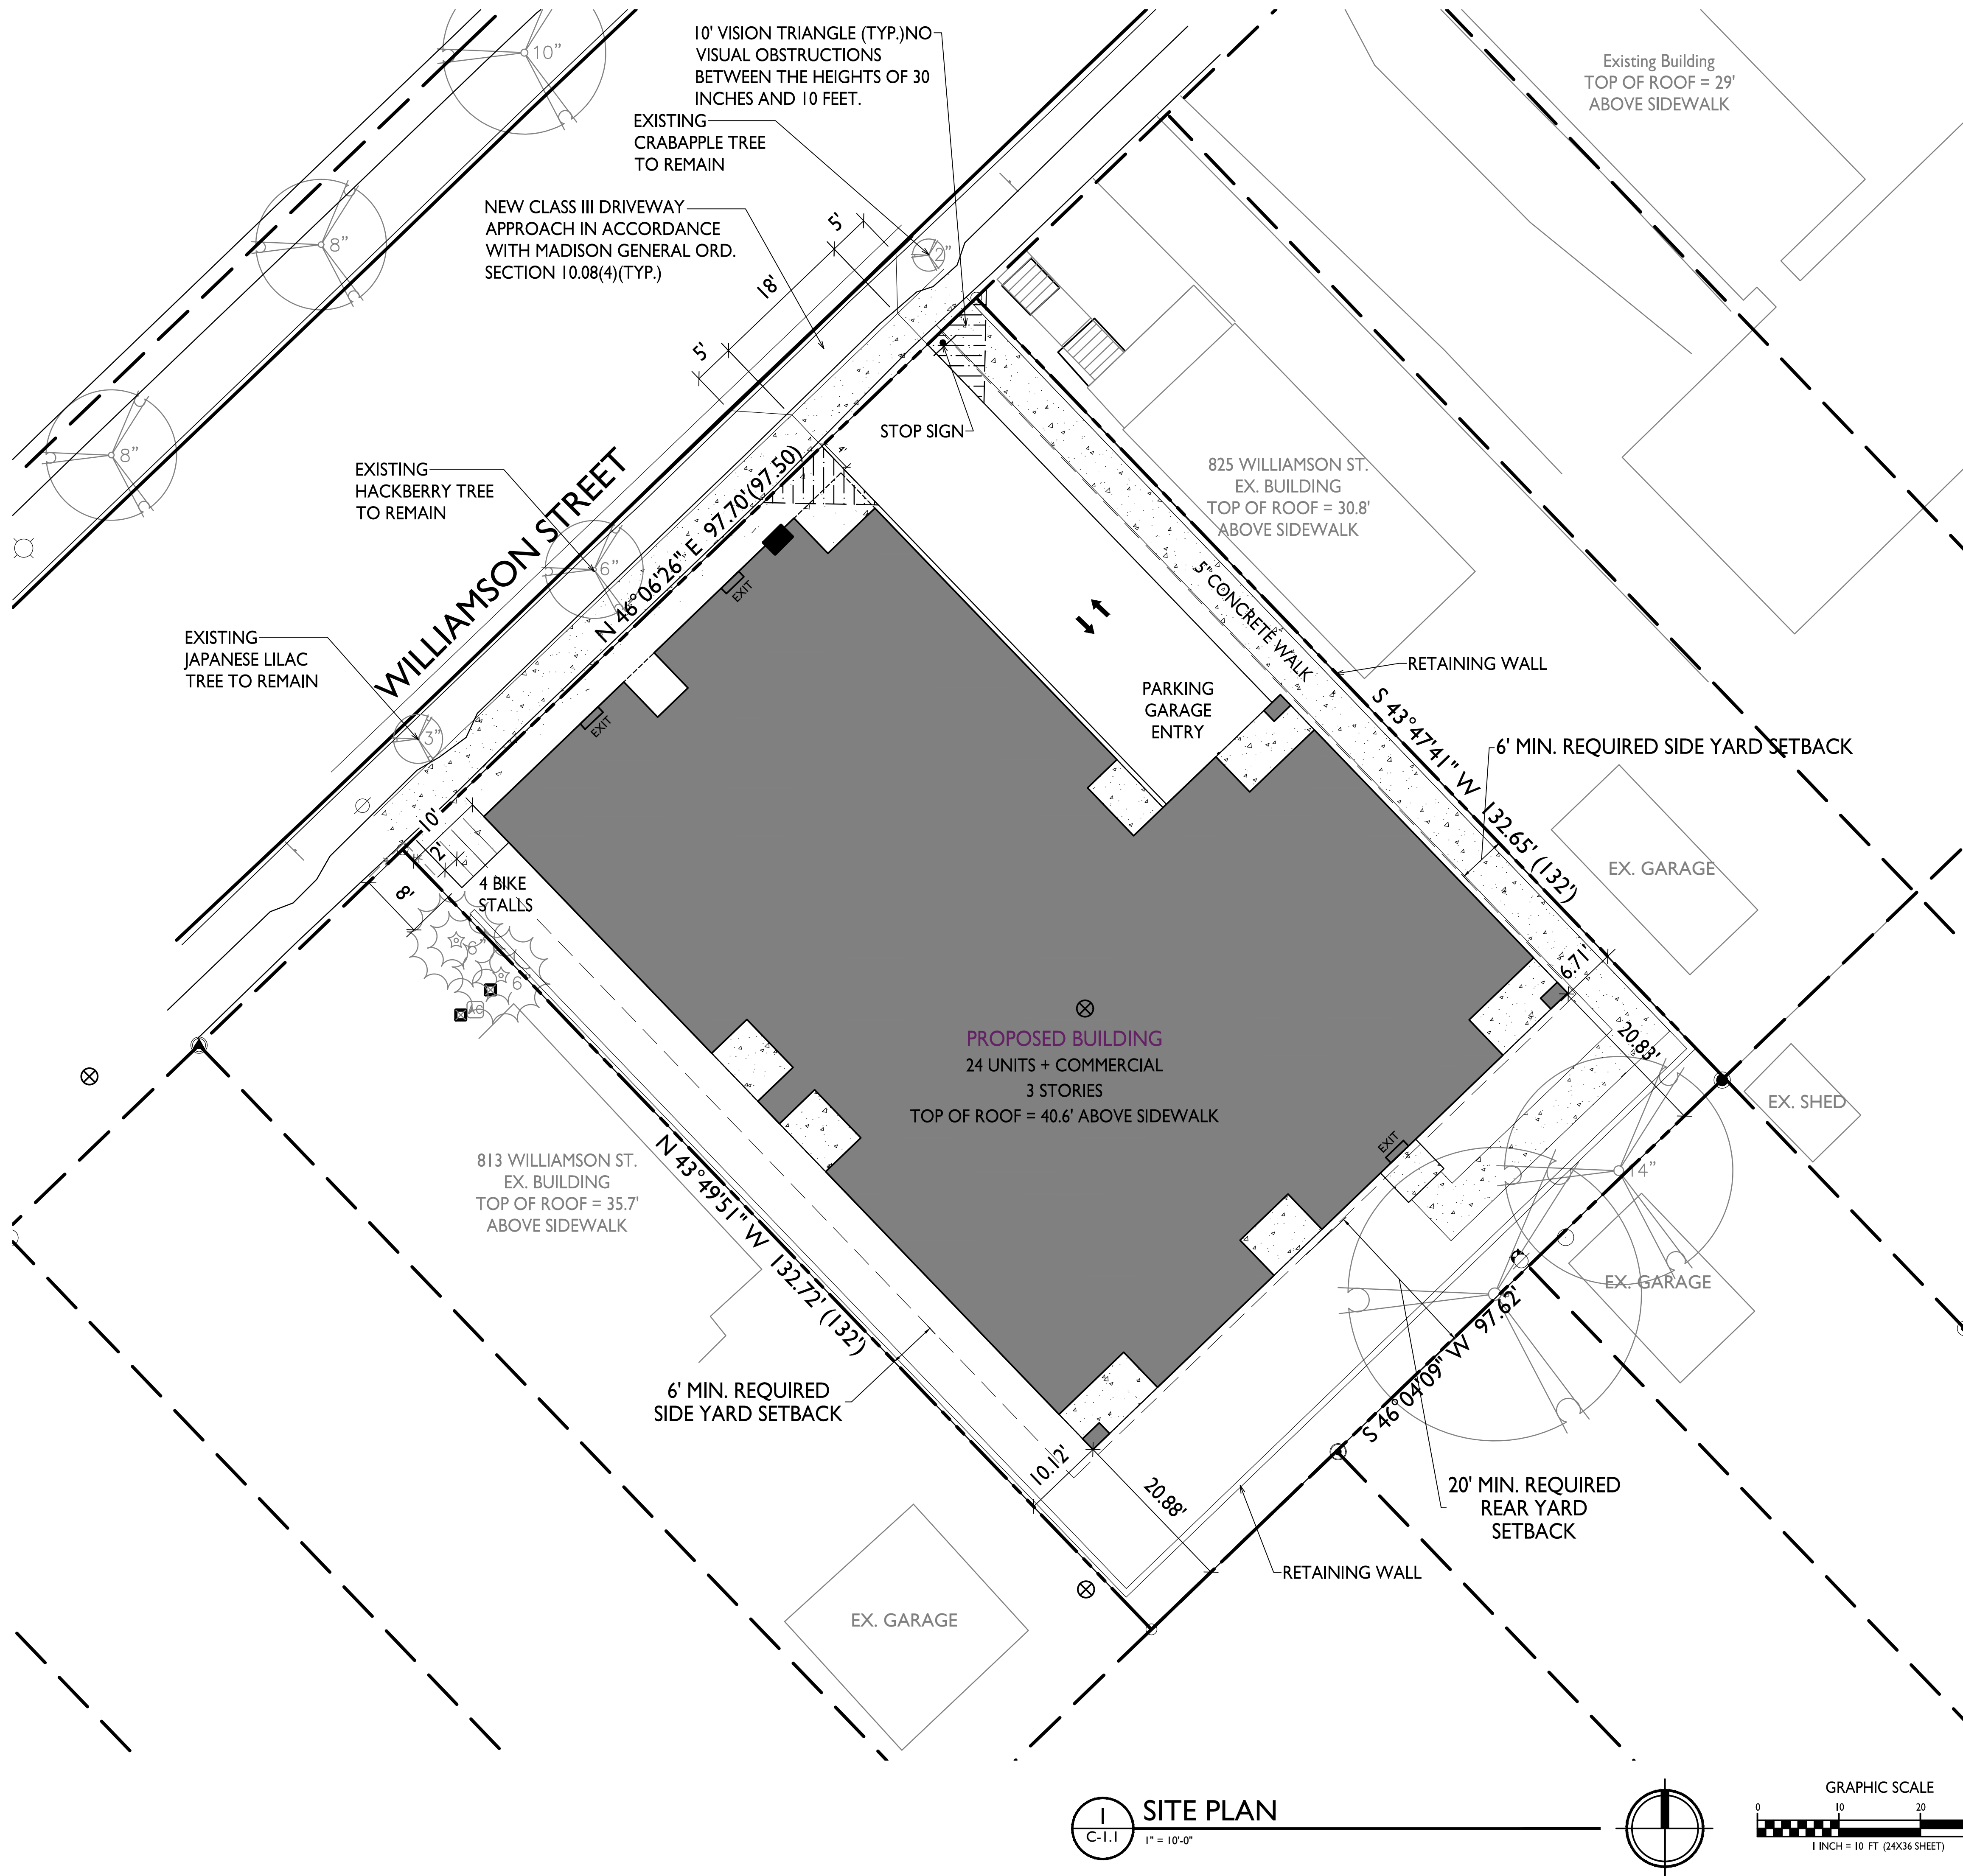 10"
10' VISION TRIANGLE (TYP.)NO
VISUAL OBSTRUCTIONS
BETWEEN THE HEIGHTS OF 30
INCHES AND 10 FEET.
Existing Building
TOP OF ROOF = 29'
ABOVE SIDEWALK
EXISTING
CRABAPPLE TREE
TO REMAIN
NEW CLASS III DRIVEWAY
APPROACH IN ACCORDANCE
WITH MADISON GENERAL ORD.
SECTION 10.08(4)(TYP.)
8"
5'
18'
5'
2"
STOP SIGN
8"
EXISTING
HACKBERRY TREE
TO REMAIN
6"
WILLIAMSON STREET
N 46°06'26" E 97.70'(97.50)
4'
825 WILLIAMSON ST.
EX. BUILDING
TOP OF ROOF = 30.8'
ABOVE SIDEWALK
EXIT
5' CONCRETE WALK
EXISTING
JAPANESE LILAC
TREE TO REMAIN
3"
EXIT
PARKING
GARAGE
ENTRY
RETAINING WALL
S 43°47'41" W 132.65' (132')
6' MIN. REQUIRED SIDE YARD SETBACK
EX. GARAGE
10'
2'
8'
4 BIKE
STALLS
6"
6"
AC
6.71'
20.83'
PROPOSED BUILDING
24 UNITS + COMMERCIAL
3 STORIES
TOP OF ROOF = 40.6' ABOVE SIDEWALK
EX. SHED
EXIT
14"
813 WILLIAMSON ST.
EX. BUILDING
TOP OF ROOF = 35.7'
ABOVE SIDEWALK
N 43°49'51" W 132.72' (132')
EX. GARAGE
S 46°04'09" W 97.62'
6' MIN. REQUIRED
SIDE YARD SETBACK
10.12'
20.88'
20' MIN. REQUIRED
REAR YARD
SETBACK
RETAINING WALL
EX. GARAGE
1
C-1.1
SITE PLAN
1" = 10'-0"
GRAPHIC SCALE
0 10 20
1 INCH = 10 FT (24X36 SHEET)